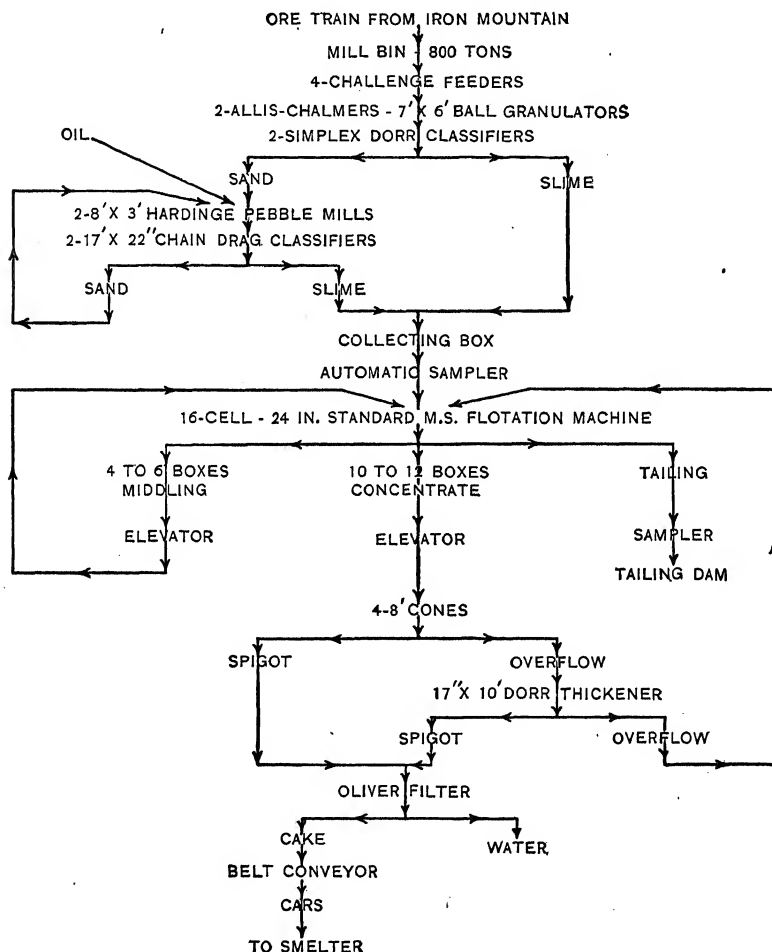 ORE TRAIN FROM IRON MOUNTAIN
MILL BIN - 800 TONS
4-CHALLENGE FEEDERS
2-ALLIS-CHALMERS - 7' X 6' BALL GRANULATORS
2-SIMPLEX DORR CLASSIFIERS
OIL
SAND
SLIME
2-8' X 3' HARDINGE PEBBLE MILLS
2-17' X 22" CHAIN DRAG CLASSIFIERS
SAND
SLIME
COLLECTING BOX
AUTOMATIC SAMPLER
16-CELL - 24 IN. STANDARD M.S. FLOTATION MACHINE
4 TO 6 BOXES
MIDDLING
10 TO 12 BOXES
CONCENTRATE
TAILING
ELEVATOR
ELEVATOR
SAMPLER
TAILING DAM
4-8' CONES
SPIGOT
OVERFLOW
17" X 10' DORR THICKENER
SPIGOT
OVERFLOW
OLIVER FILTER
CAKE
WATER
BELT CONVEYOR
CARS
TO SMELTER